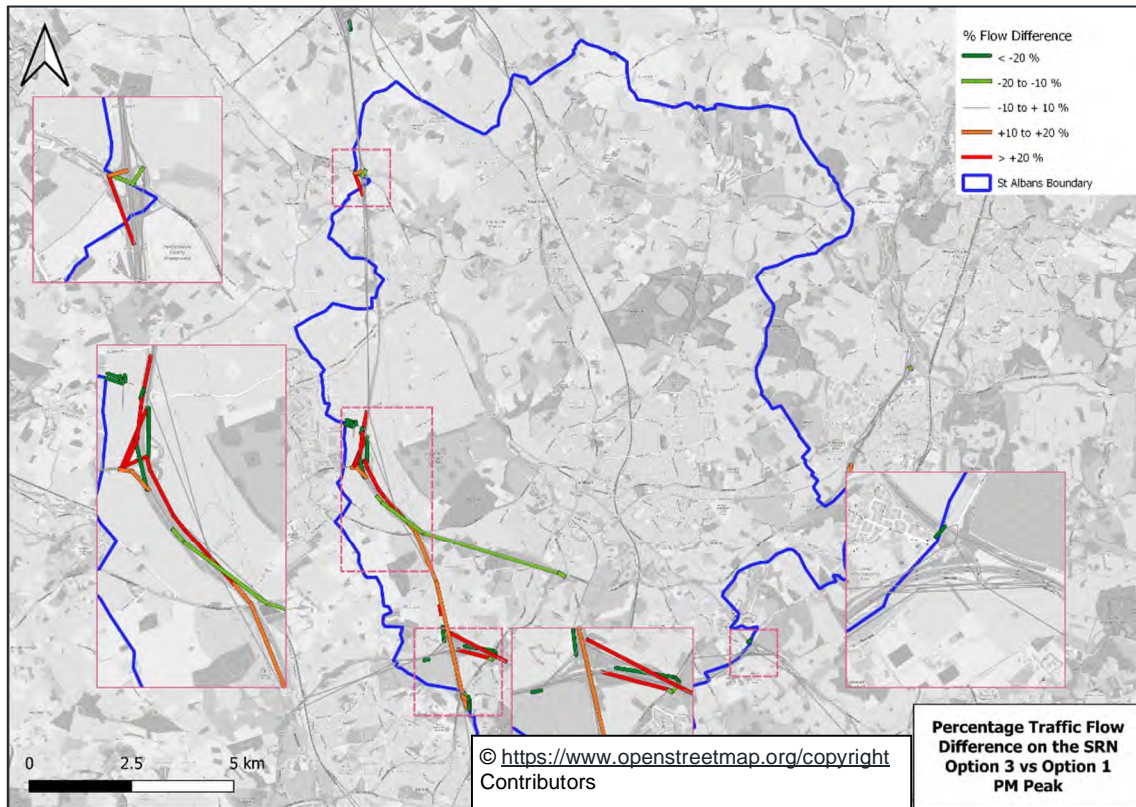 % Flow Difference
< -20 %
-20 to -10 %
-10 to + 10 %
+10 to +20 %
> +20 %
St Albans Boundary
0 2.5 5 km
© https://www.openstreetmap.org/copyright
Contributors
Percentage Traffic Flow
Difference on the SRN
Option 3 vs Option 1
PM Peak